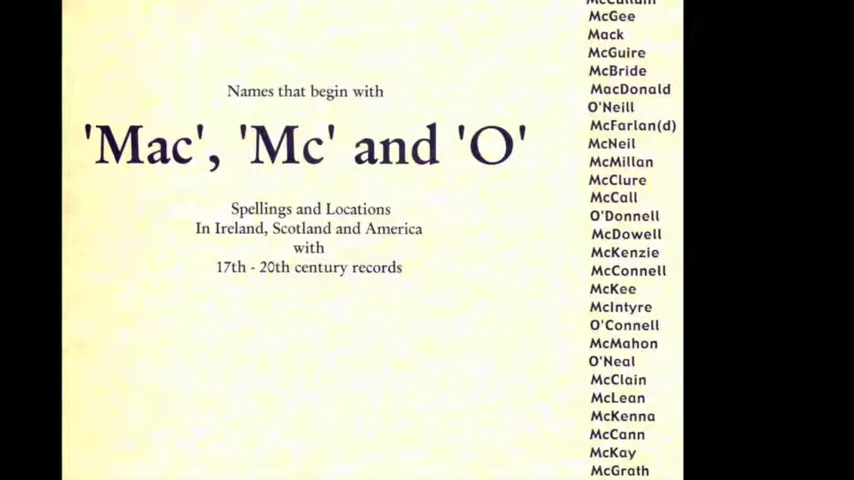 Names that begin with
'Mac', 'Mc' and 'O'
Spellings and Locations
In Ireland, Scotland and America
with
17th - 20th century records
McGee
Mack
McGuire
McBride
MacDonald
O'Neill
McFarlan(d)
McNeil
McMillan
McClure
McCall
O'Donnell
McDowell
McKenzie
McConnell
McKee
McIntyre
O'Connell
McMahon
O'Neal
McClain
McLean
McKenna
McCann
McKay
McGrath